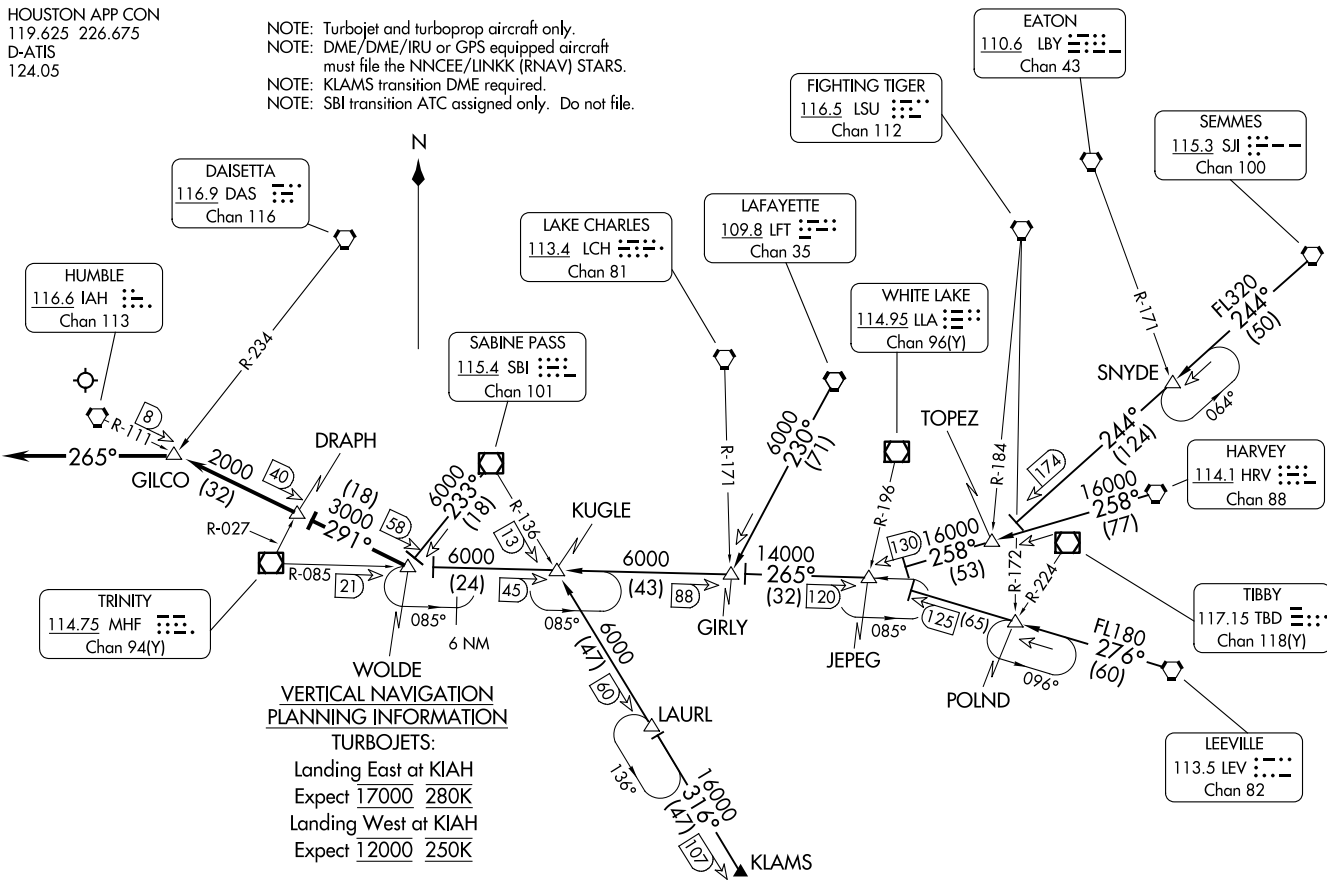 HOUSTON APP CON
119.625 226.675
D-ATIS
124.05
NOTE: Turbojet and turboprop aircraft only.
NOTE: DME/DME/IRU or GPS equipped aircraft
must file the NNCEE/LINKK (RNAV) STARS.
NOTE: KLAMS transition DME required.
NOTE: SBI transition ATC assigned only. Do not file.
EATON
110.6 LBY
Chan 43
FIGHTING TIGER
116.5 LSU
Chan 112
SEMMES
115.3 SJI
Chan 100
N
DAISETTA
116.9 DAS
Chan 116
LAKE CHARLES
113.4 LCH
Chan 81
LAFAYETTE
109.8 LFT
Chan 35
HUMBLE
116.6 IAH
Chan 113
WHITE LAKE
114.95 LLA
Chan 96(Y)
SABINE PASS
115.4 SBI
Chan 101
R-234
R-171
FL320
244°
(50)
SNYDE
064°
244°
(124)
174
TOPEZ
R-184
HARVEY
114.1 HRV
Chan 88
16000
258°
(77)
R-111
8
265°
GILCO
2000
(32)
40
DRAPH
(18)
3000
291°
58
6000
233°
(18)
R-136
13
KUGLE
R-171
6000
230°
(71)
R-196
130
16000
258°
(53)
R-172
R-224
R-027
R-085
21
6000
(24)
45
6000
(43)
88
14000
265°
(32)
120
125
(65)
TRINITY
114.75 MHF
Chan 94(Y)
085°
6 NM
085°
GIRLY
085°
JEPEG
POLND
096°
FL180
276°
(60)
TIBBY
117.15 TBD
Chan 118(Y)
WOLDE
6000
(47)
60
LAURL
136°
16000
316°
(47)
107
KLAMS
LEEVILLE
113.5 LEV
Chan 82
VERTICAL NAVIGATION
PLANNING INFORMATION
TURBOJETS:
Landing East at KIAH
Expect 17000 280K
Landing West at KIAH
Expect 12000 250K